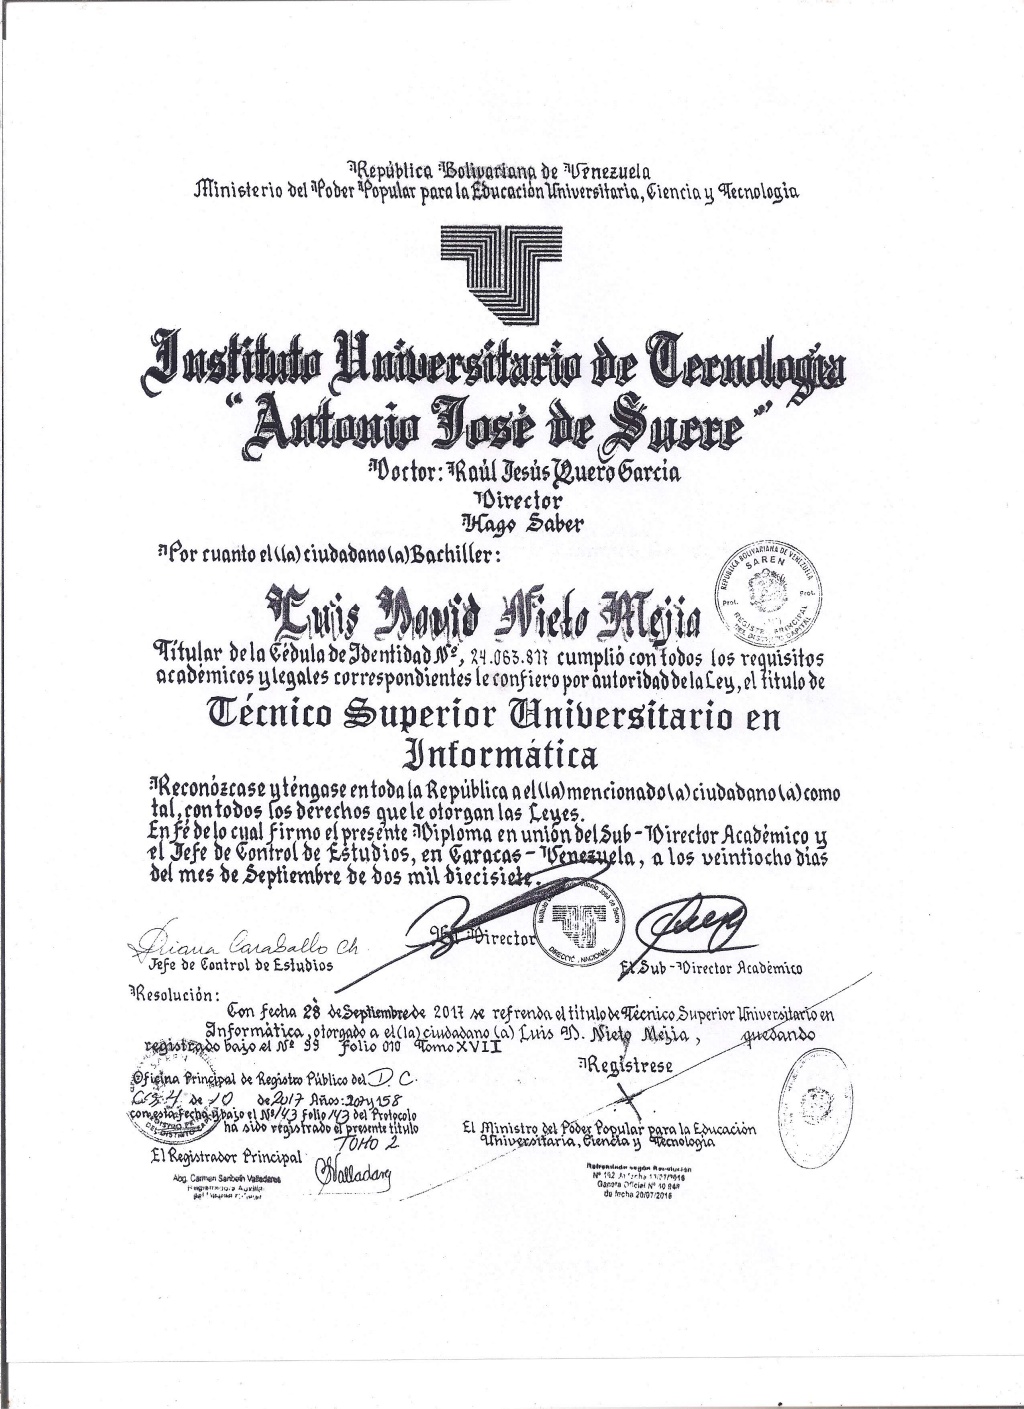 República Bolivariana de Venezuela
Ministerio del Poder Popular para la Educación Universitaria, Ciencia y Tecnología
Instituto Universitario de Tecnología
“Antonio José de Sucre”
Doctor: Raúl Jesús Quero García
Director
Hago Saber
Por cuanto el (la) ciudadano (a) Bachiller:
REPÚBLICA BOLIVARIANA DE VENEZUELA
SAREN
Prot. Prot.
REGISTRO PRINCIPAL
DEL DISTRITO CAPITAL
Luis David Nieto Mejia
Titular de la Cédula de Identidad Nº, 24.063.817 cumplió con todos los requisitos
académicos y legales correspondientes le confiero por autoridad de la Ley, el título de
Técnico Superior Universitario en
Informática
Reconózcase y téngase en toda la República a el (la) mencionado (a) ciudadano (a) como
tal, con todos los derechos que le otorgan las Leyes.
En fé de lo cual firmo el presente Diploma en unión del Sub-Director Académico y
el Jefe de Control de Estudios, en Caracas - Venezuela, a los veintiocho días
del mes de Septiembre de dos mil diecisiete.
Diana Caraballo Ch
Jefe de Control de Estudios
El Director
Antonio José de Sucre
NACIONAL
El Sub-Director Académico
Resolución:
Con fecha 28 de Septiembre de 2017 se refrenda el título de Técnico Superior Universitario en
Informática, otorgado a el (la) ciudadano (a) Luis D. Nieto Mejia, quedando
registrado bajo el Nº 99 Folio 010 Tomo XVII
Regístrese
Oficina Principal de Registro Público del D. C.
de 10 de 2017 Años: 207 y 158
con esta fecha y bajo el Nº 143 folio 143 del Protocolo
ha sido registrado el presente título
TOMO 2
El Ministro del Poder Popular para la Educación
Universitaria, Ciencia y Tecnología
El Registrador Principal
Abg. Carmen Saribeth Valladares
Registradora Auxiliar
Valladares
Refrendado según Resolución
Gaceta Oficial Nº
de fecha 20/07/2016